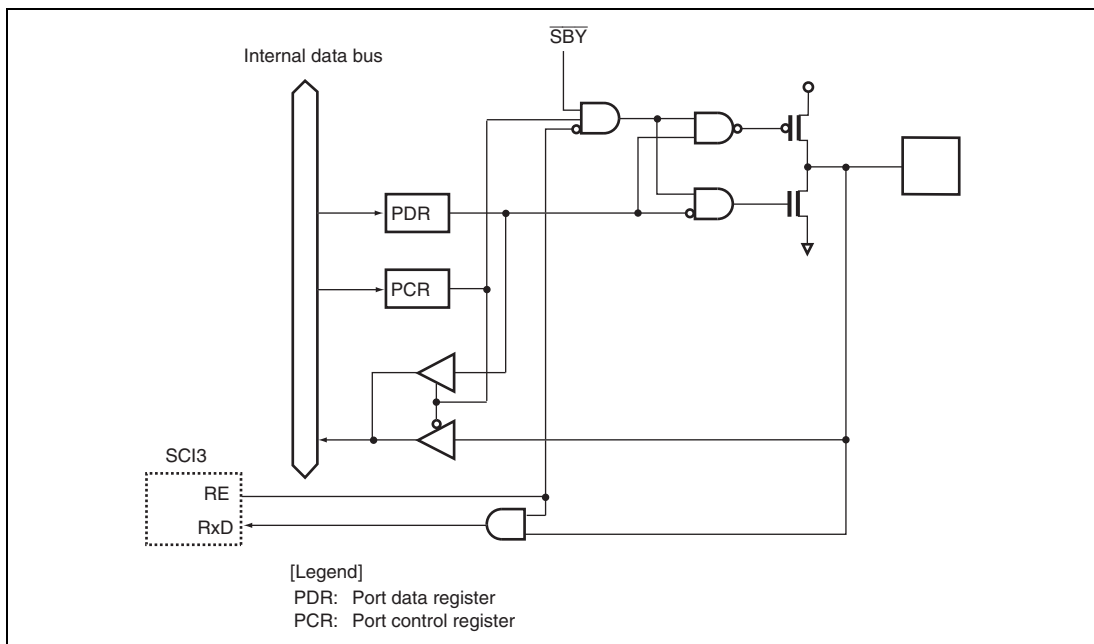 SBY
Internal data bus
PDR
PCR
SCI3
RE
RxD
[Legend]
PDR: Port data register
PCR: Port control register